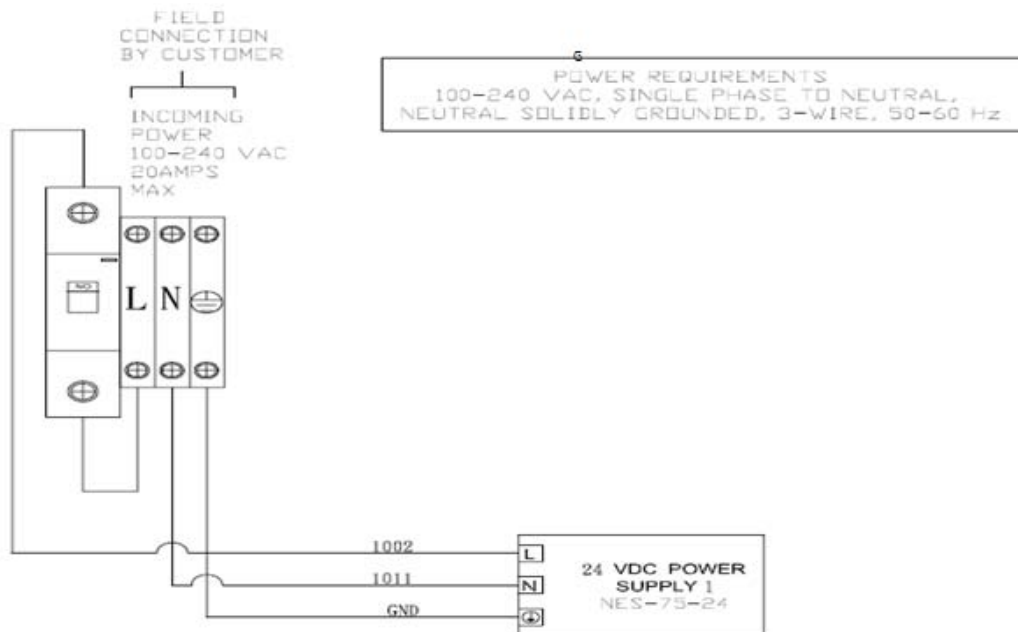 FIELD
CONNECTION
BY CUSTOMER
G
POWER REQUIREMENTS
100-240 VAC, SINGLE PHASE TO NEUTRAL,
NEUTRAL SOLIDLY GROUNDED, 3-WIRE, 50-60 Hz
INCOMING
POWER
100-240 VAC
20AMPS
MAX
NO
L N
1002
L
1011
N
GND
24 VDC POWER
SUPPLY 1
NES-75-24